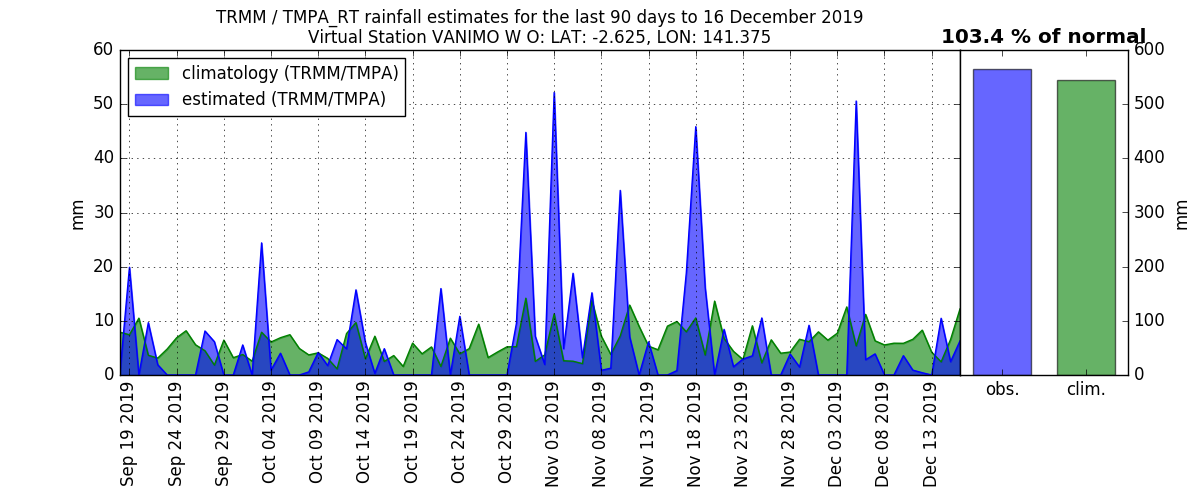 TRMM / TMPA_RT rainfall estimates for the last 90 days to 16 December 2019
Virtual Station VANIMO W O: LAT: -2.625, LON: 141.375
103.4 % of normal
climatology (TRMM/TMPA)
estimated (TRMM/TMPA)
mm
60
50
40
30
20
10
0
Sep 19 2019
Sep 24 2019
Sep 29 2019
Oct 04 2019
Oct 09 2019
Oct 14 2019
Oct 19 2019
Oct 24 2019
Oct 29 2019
Nov 03 2019
Nov 08 2019
Nov 13 2019
Nov 18 2019
Nov 23 2019
Nov 28 2019
Dec 03 2019
Dec 08 2019
Dec 13 2019
obs.
clim.
600
500
400
300
200
100
0
mm